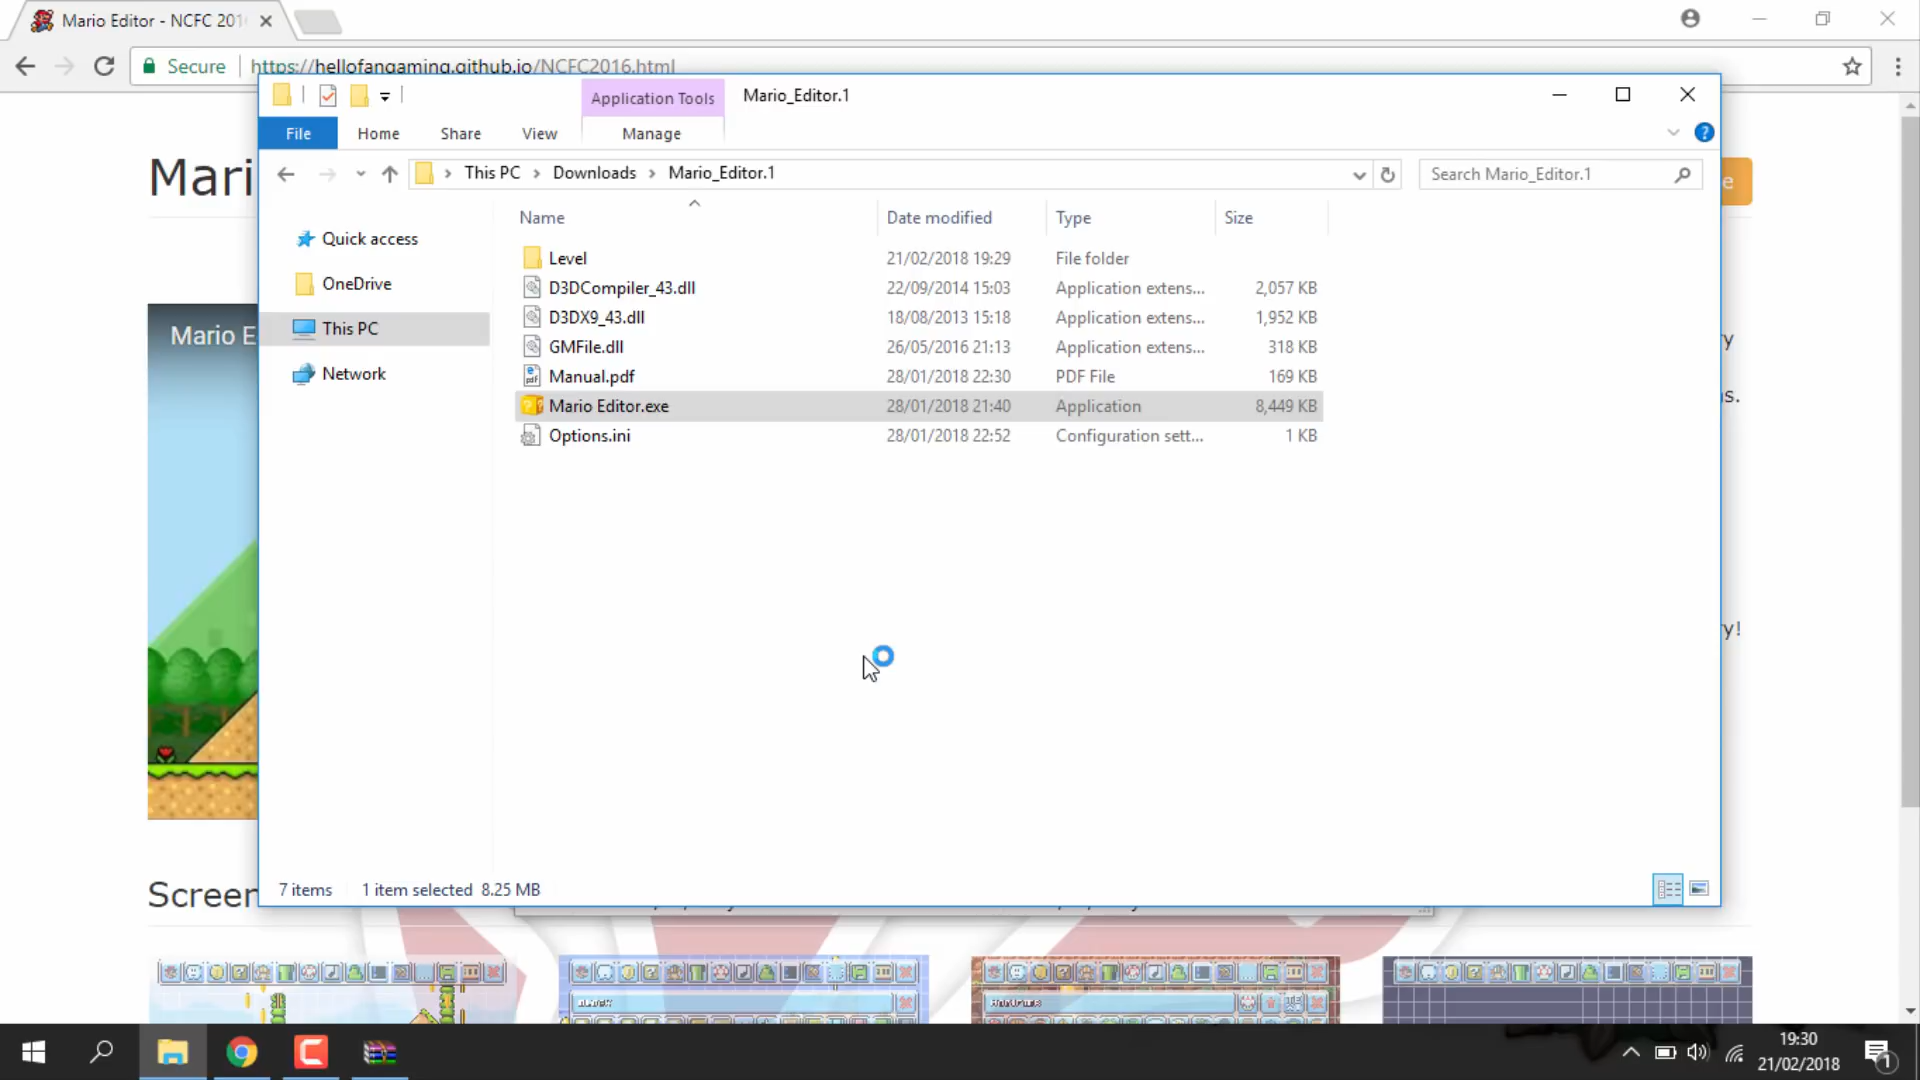 Mario Editor - NCFC 201
Secure
https://hellofangaming.github.io/NCFC2016.html
Application Tools
Mario_Editor.1
File
Home
Share
View
Manage
This PC
Downloads
Mario_Editor.1
Search Mario_Editor.1
Name
Date modified
Type
Size
Quick access
OneDrive
This PC
Network
Level 21/02/2018 19:29 File folder
D3DCompiler_43.dll 22/09/2014 15:03 Application extens... 2,057 KB
D3DX9_43.dll 18/08/2013 15:18 Application extens... 1,952 KB
GMFile.dll 26/05/2016 21:13 Application extens... 318 KB
Manual.pdf 28/01/2018 22:30 PDF File 169 KB
Mario Editor.exe 28/01/2018 21:40 Application 8,449 KB
Options.ini 28/01/2018 22:52 Configuration sett... 1 KB
Mari
e
Mario E
y
s.
y!
7 items
1 item selected 8.25 MB
Screen
19:30
21/02/2018
1